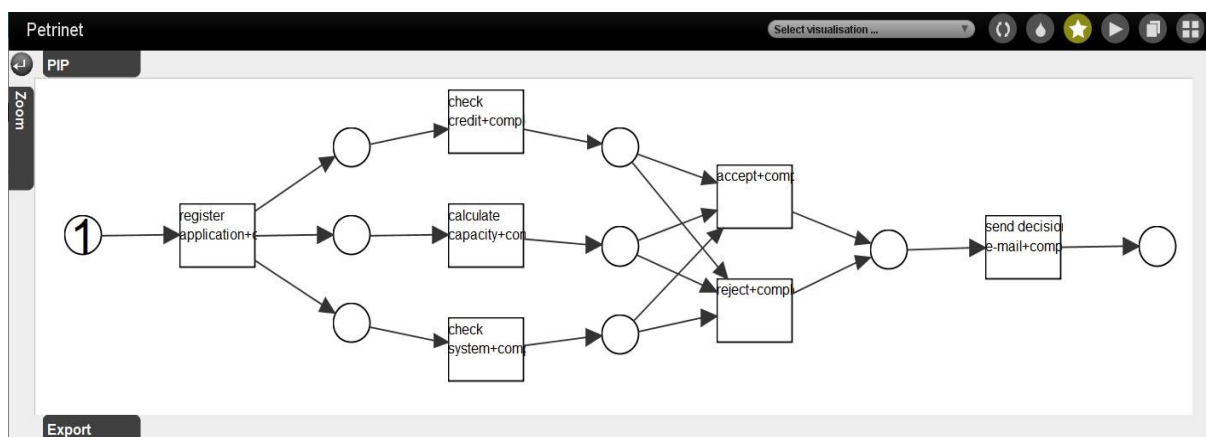 Petrinet
Select visualisation ...
PIP
Zoom
check
credit+comp
accept+comp
register
application+c
calculate
capacity+con
1
send decisio
e-mail+comp
reject+compl
check
system+comp
Export